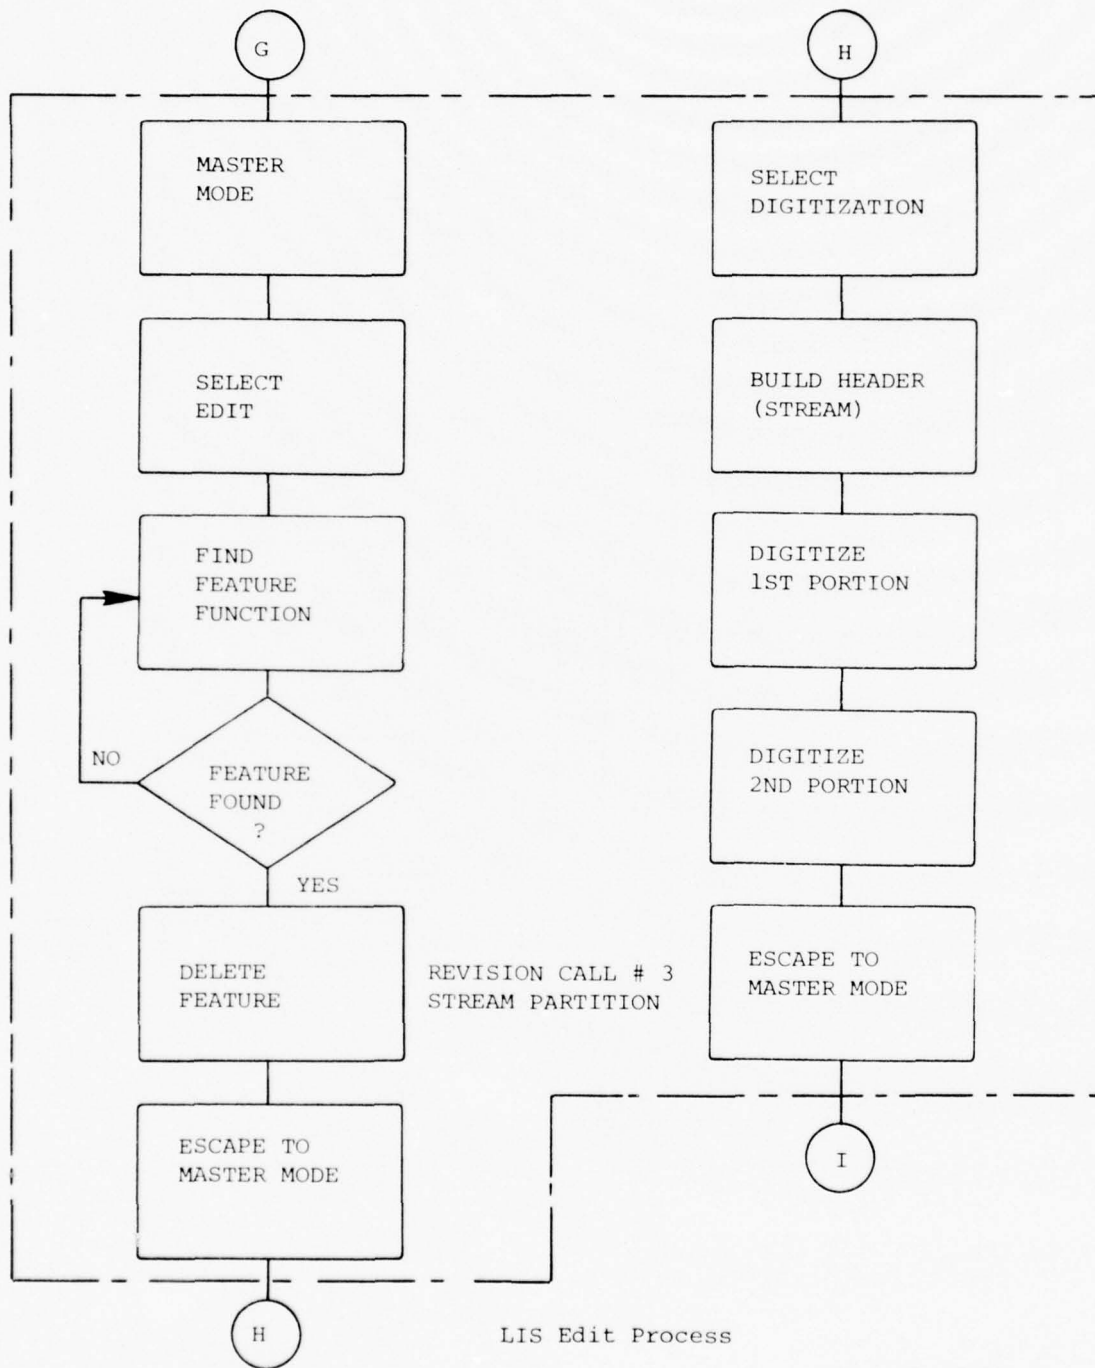 G
MASTER
MODE
SELECT
EDIT
FIND
FEATURE
FUNCTION
NO
FEATURE
FOUND
?
YES
DELETE
FEATURE
REVISION CALL # 3
STREAM PARTITION
ESCAPE TO
MASTER MODE
H
H
SELECT
DIGITIZATION
BUILD HEADER
(STREAM)
DIGITIZE
1ST PORTION
DIGITIZE
2ND PORTION
ESCAPE TO
MASTER MODE
I
LIS Edit Process